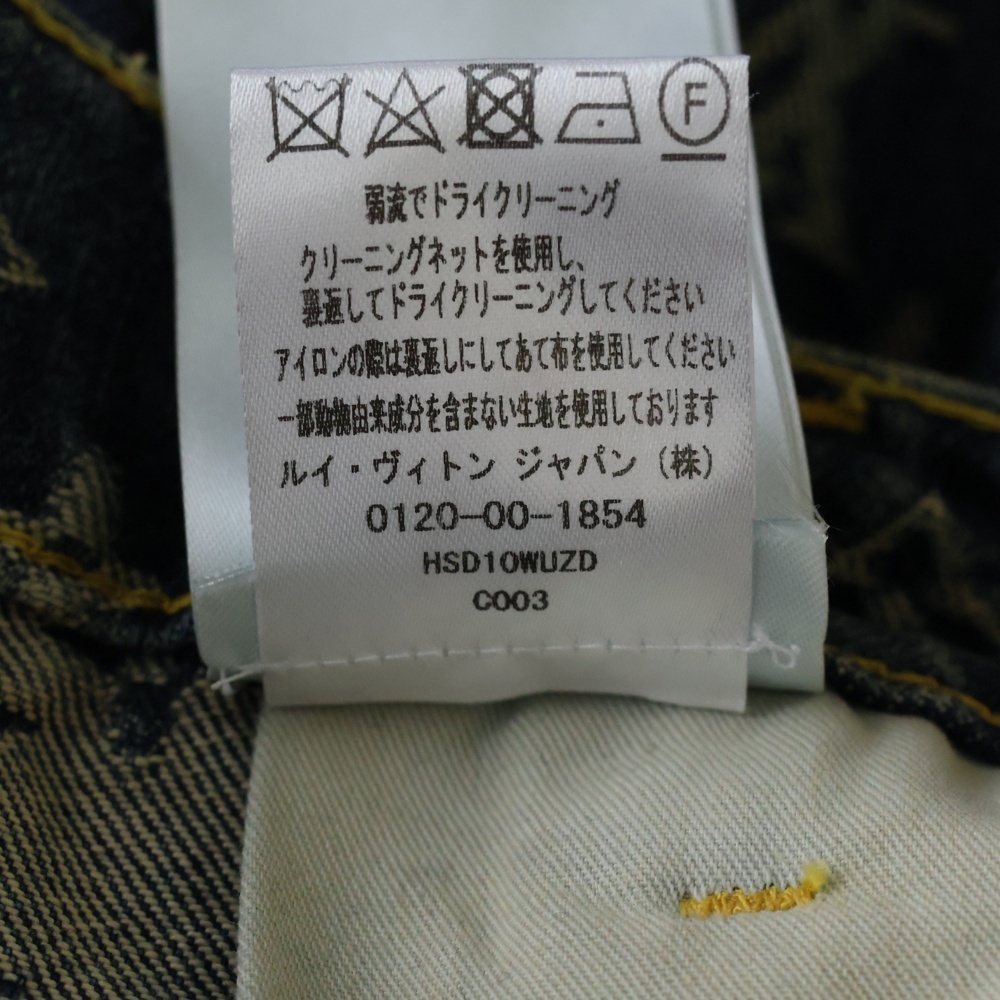 F
弱流でドライクリーニング
クリーニングネットを使用し、
裏返してドライクリーニングしてください
アイロンの際は裏返しにしてあて布を使用してください
一部動物由来成分を含まない生地を使用しております
ルイ・ヴィトン ジャパン (株)
0120-00-1854
HSD10WUZD
C003